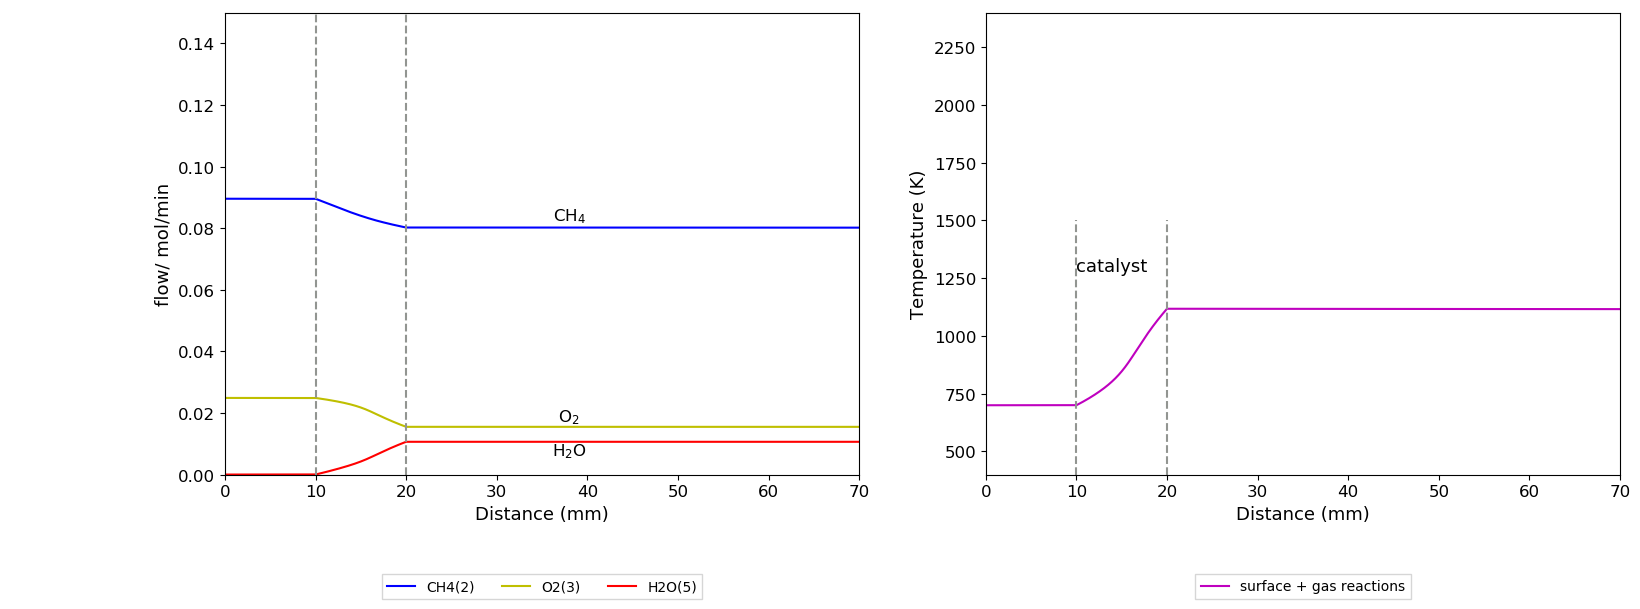 0.14
0.12
0.10
0.08
0.06
0.04
0.02
0.00
flow/ mol/min
CH₄
O₂
H₂O
0 10 20 30 40 50 60 70
Distance (mm)
CH4(2) O2(3) H2O(5)
2250
2000
1750
1500
1250
1000
750
500
Temperature (K)
catalyst
0 10 20 30 40 50 60 70
Distance (mm)
surface + gas reactions